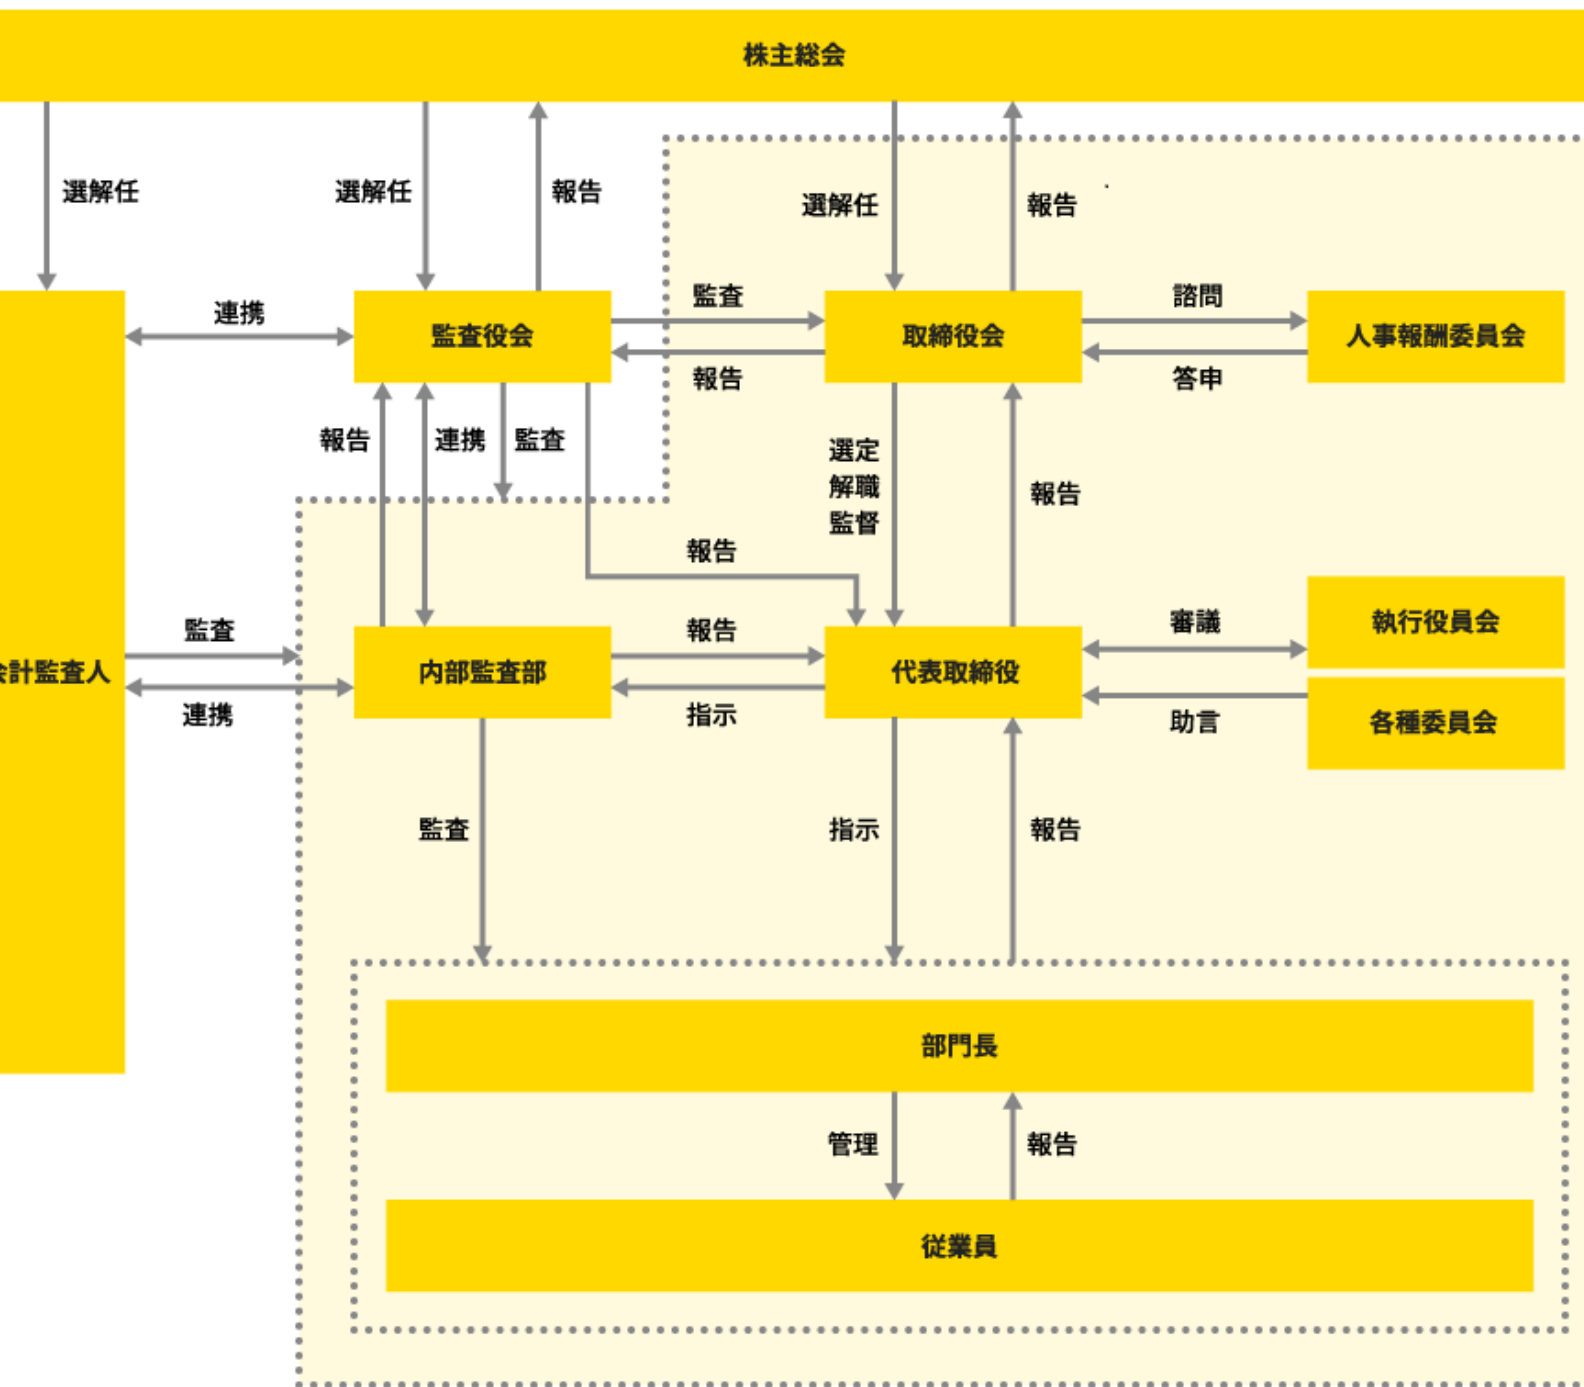 株主総会
選解任
選解任
報告
選解任
報告
連携
監査役会
監査
報告
取締役会
諮問
答申
人事報酬委員会
報告
連携
監査
選定
解職
監督
報告
報告
監査
連携
会計監査人
内部監査部
報告
指示
代表取締役
審議
助言
執行役員会
各種委員会
監査
指示
報告
部門長
管理
報告
従業員